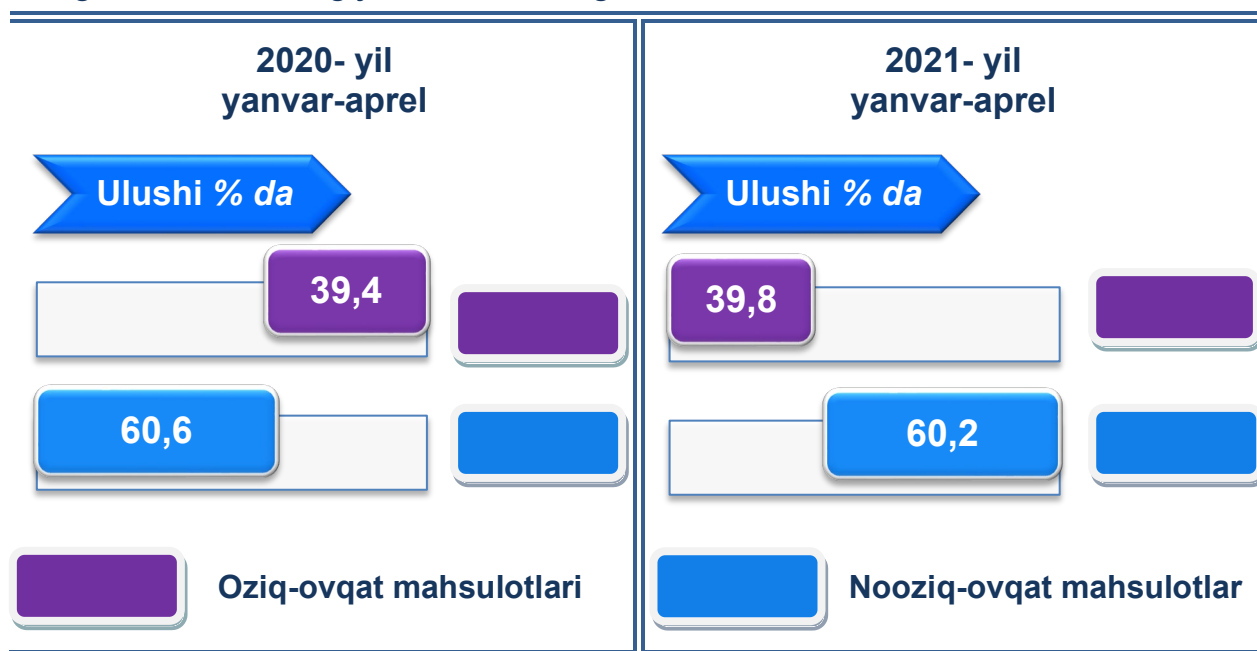 2020- yil
yanvar-aprel
Ulushi % da
39,4
60,6
2021- yil
yanvar-aprel
Ulushi % da
39,8
60,2
Oziq-ovqat mahsulotlari
Nooziq-ovqat mahsulotlar